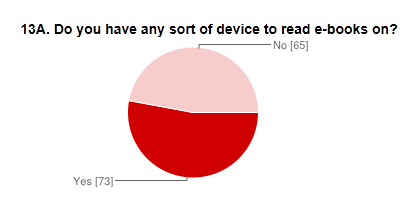 13A. Do you have any sort of device to read e-books on?
No [65]
Yes [73]